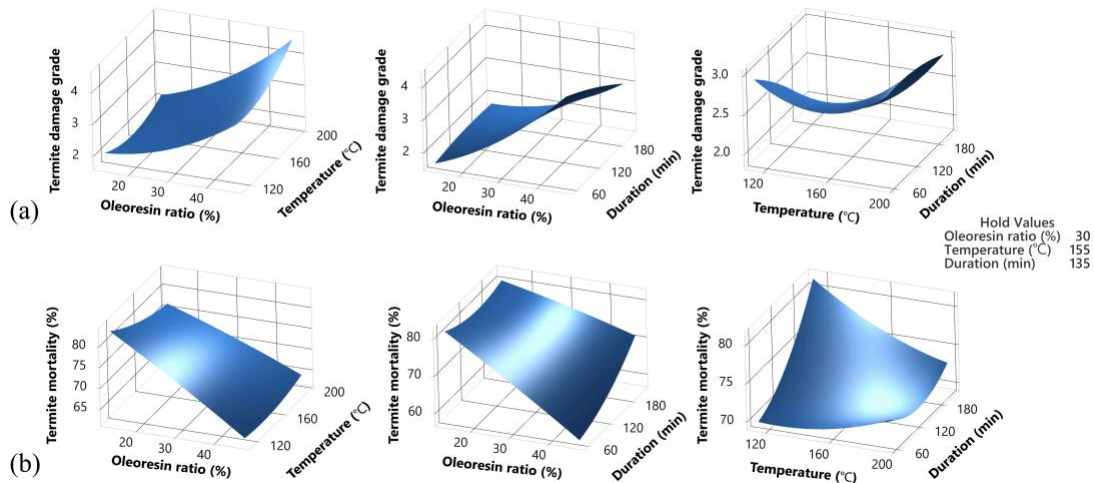 Termite damage grade
4
3
2
20
30
40
Oleoresin ratio (%)
120
160
200
Temperature (℃)
Termite damage grade
4
3
2
20
30
40
Oleoresin ratio (%)
60
120
180
Duration (min)
Termite damage grade
3.0
2.5
2.0
120
160
200
Temperature (℃)
60
120
180
Duration (min)
(a)
Hold Values
Oleoresin ratio (%) 30
Temperature (℃) 155
Duration (min) 135
Termite mortality (%)
80
75
70
65
20
30
40
Oleoresin ratio (%)
120
160
200
Temperature (℃)
Termite mortality (%)
80
70
60
20
30
40
Oleoresin ratio (%)
60
120
180
Duration (min)
Termite mortality (%)
80
75
70
120
160
200
Temperature (℃)
60
120
180
Duration (min)
(b)